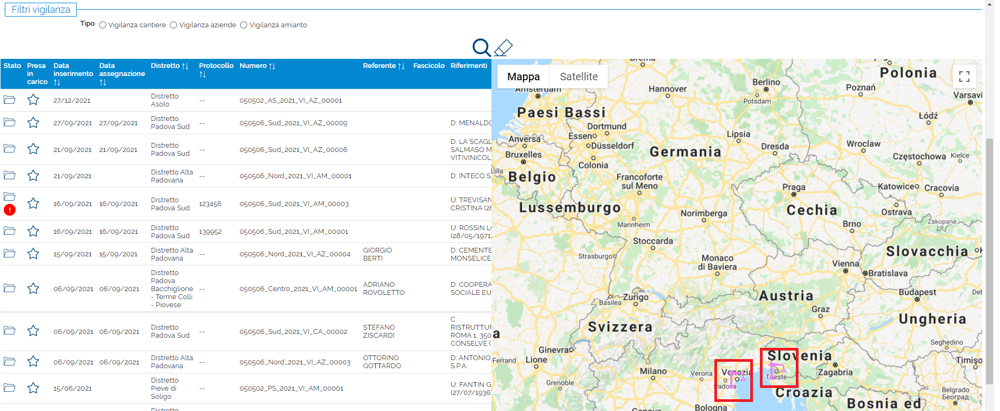 Filtri vigilanza
Tipo Vigilanza cantiere Vigilanza aziende Vigilanza amianto
Stato Presa in carico Data inserimento Data assegnazione Distretto Protocollo Numero Referente Fascicolo Riferimenti
27/12/2021 Distretto Asolo -- 050502_AS_2021_VI_AZ_00001
27/09/2021 27/09/2021 Distretto Padova Sud -- 050506_Sud_2021_VI_AZ_00009 D: MENALDO
21/09/2021 21/09/2021 Distretto Padova Sud -- 050506_Sud_2021_VI_AZ_00006 D: LA SCAGL SALMASO M VITIVINICOL
21/09/2021 Distretto Alta Padovana -- 050506_Nord_2021_VI_AM_00001 D: INTECO S
! 16/09/2021 16/09/2021 Distretto Padova Sud 123456 050506_Sud_2021_VI_AM_00003 U: TREVISAN CRISTINA (28
16/09/2021 16/09/2021 Distretto Padova Sud 139952 050506_Sud_2021_VI_AM_00001 U: ROSSIN LO (28/05/1971)
15/09/2021 15/09/2021 Distretto Alta Padovana -- 050506_Nord_2021_VI_AZ_00004 GIORGIO BERTI D: CEMENTE MONSELICE
06/09/2021 06/09/2021 Distretto Padova Bacchiglione - Terme Colli - Piovese -- 050506_Centro_2021_VI_AM_00001 ADRIANO ROVOLETTO D: COOPERA SOCIALE EU
06/09/2021 06/09/2021 Distretto Padova Sud -- 050506_Sud_2021_VI_CA_00002 STEFANO ZISCARDI C: RISTRUTTUR ROMA 1, 350 CONSELVE (
06/09/2021 06/09/2021 Distretto Alta Padovana -- 050506_Nord_2021_VI_AZ_00003 OTTORINO GOTTARDO D: ANTONIO S.P.A.
15/06/2021 Distretto Pieve di Soligo -- 050502_PS_2021_VI_AM_00001 U: FANTIN G (27/07/1936)
Distretto
Mappa Satellite
Brema
Polonia
Amsterdam
Hannover
Berlino
Potsdam
Poznań
Varsavi
Paesi Bassi
Łódź
Dortmund
Essen
Lipsia
Anversa
Düsseldorf
Dresda
Wroclaw
Bruxelles
Germania
Częstochowa
Kielce
Colonia
lilla
Belgio
Francoforte
sul Meno
Praga
Katowice
Cracovia
Lussemburgo
Cechia
Norimberga
Ostrava
Mannheim
Brno
Zakopane
Stoccarda
Slovacchia
Strasburgo
Monaco
di Baviera
Vienna
Bratislava
Austria
Budapest
Deb
Zurigo
Basilea
Graz
Svizzera
Ungheria
a
Seghedino
Ginevra
Slovenia
Ferrand
Lione
Timișo
Milano
Verona
Venezia
Zagabria
Trieste
Padova
Grenoble
Croazia
Belgrado
Београд
Bosnia ed
Bologna
Genova